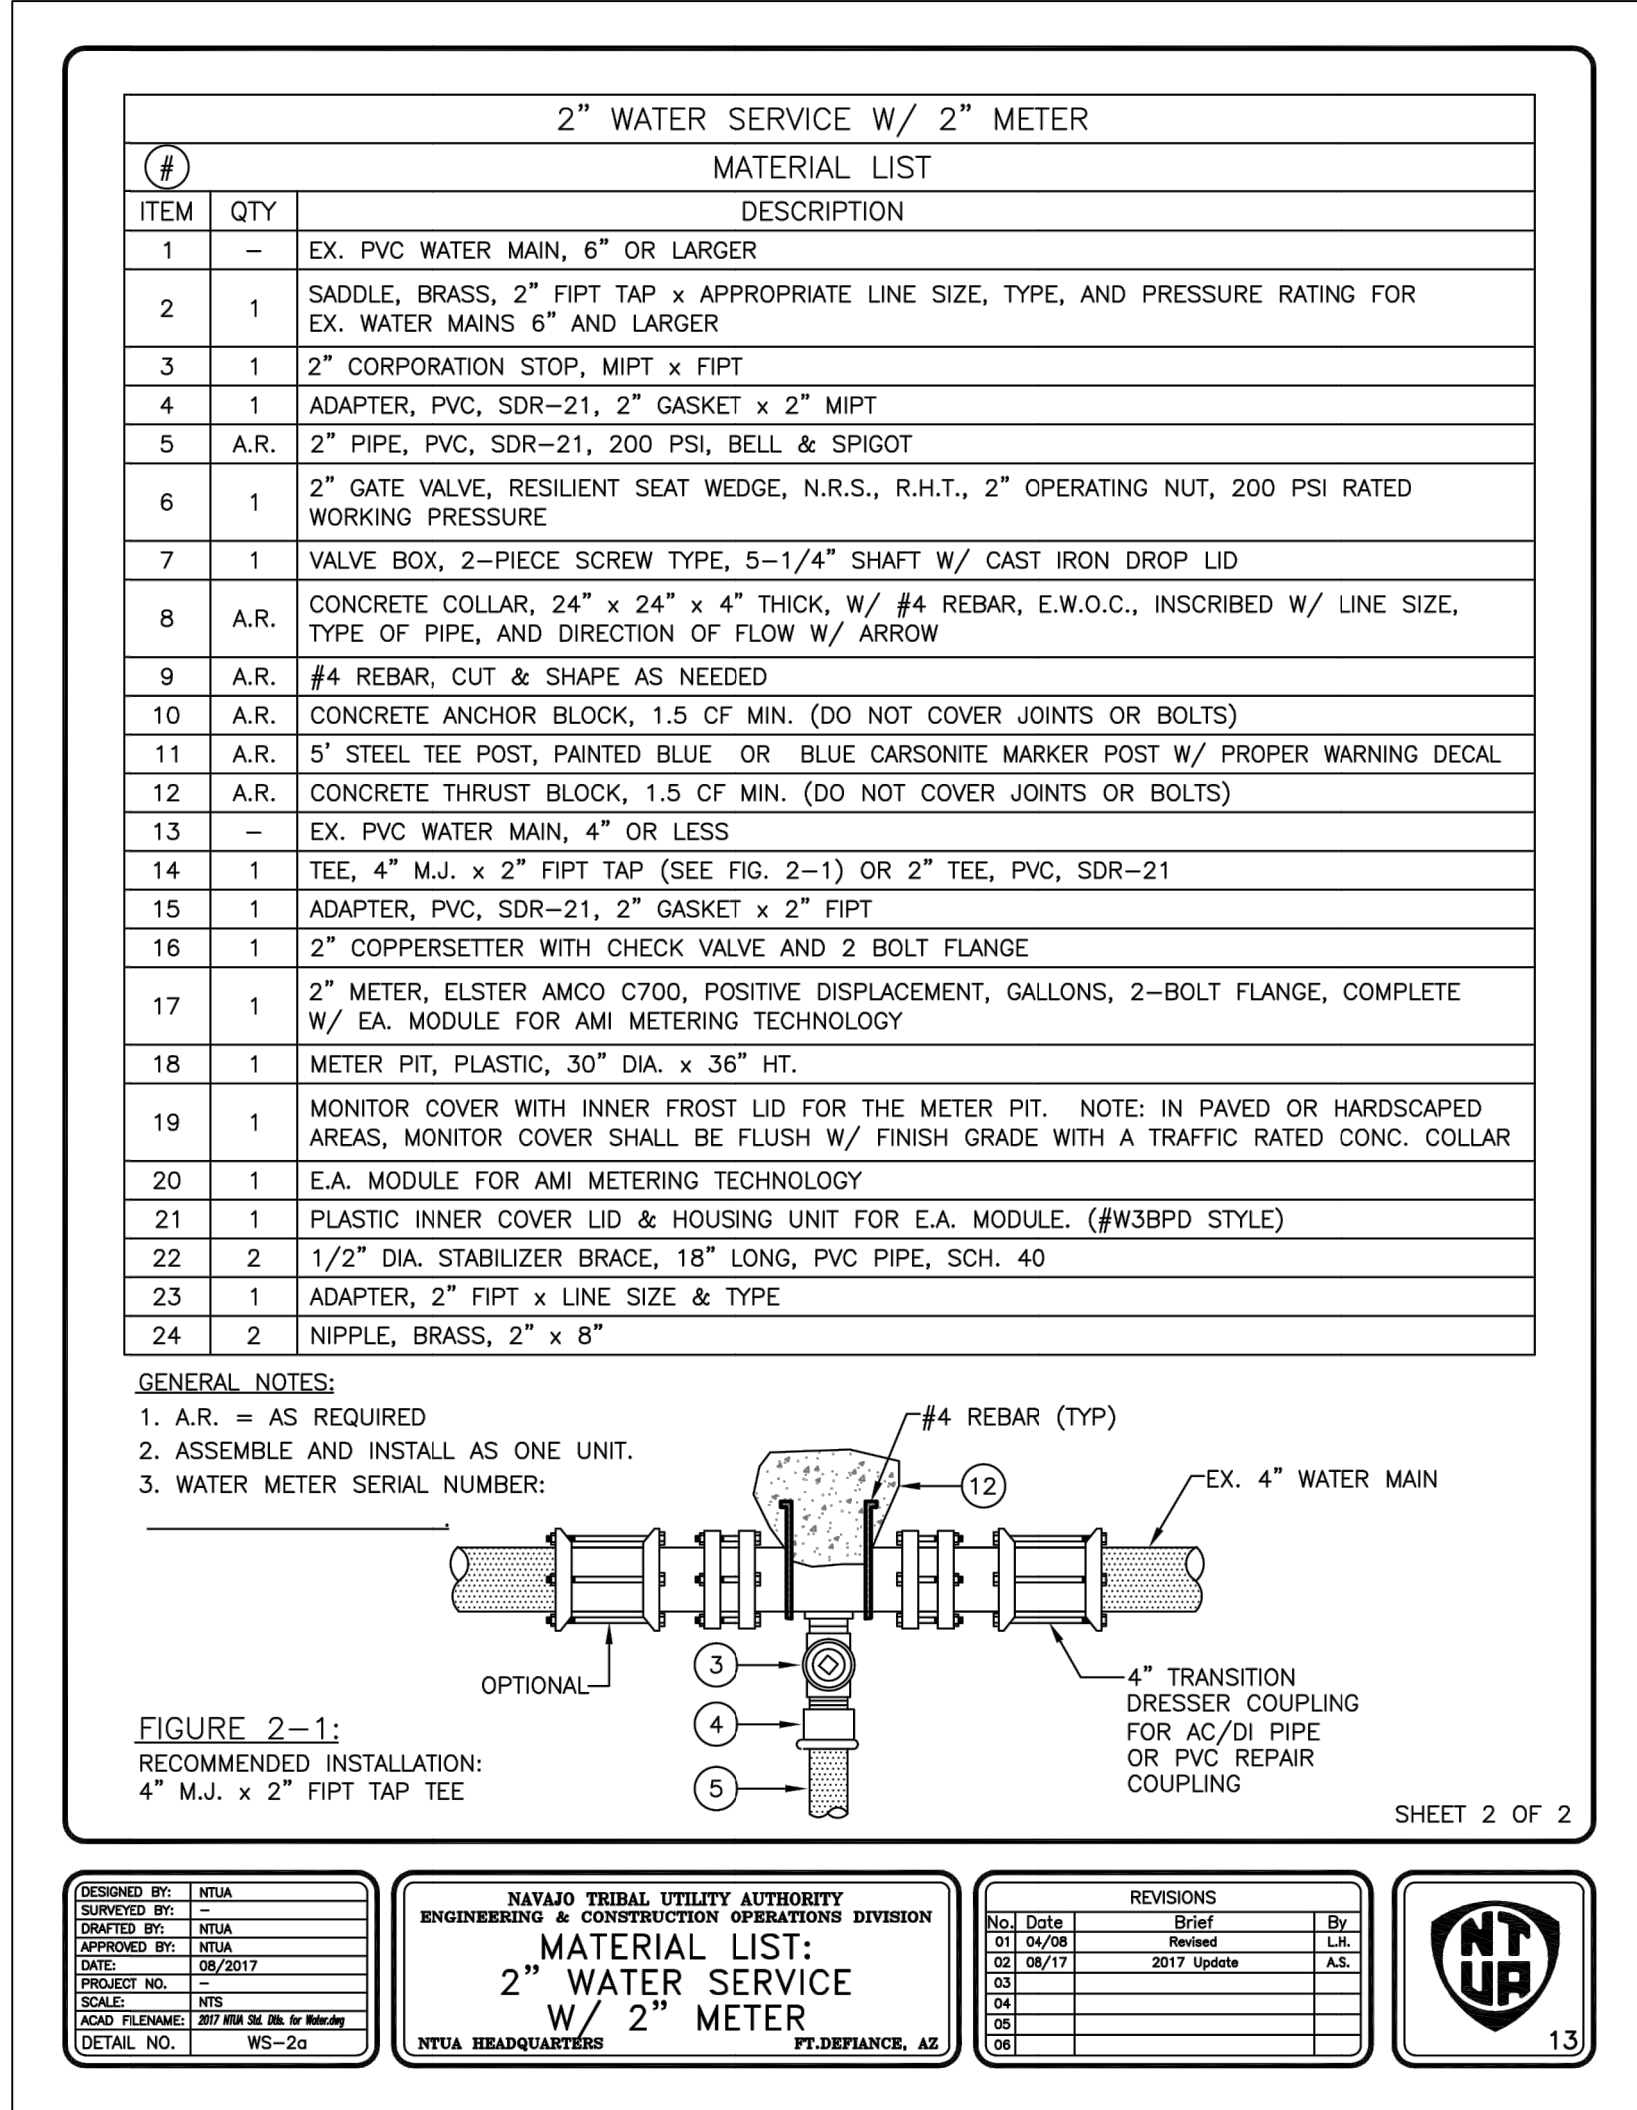 2” WATER SERVICE W/ 2” METER
# MATERIAL LIST
ITEM QTY DESCRIPTION
1 – EX. PVC WATER MAIN, 6” OR LARGER
2 1 SADDLE, BRASS, 2” FIPT TAP x APPROPRIATE LINE SIZE, TYPE, AND PRESSURE RATING FOR
EX. WATER MAINS 6” AND LARGER
3 1 2” CORPORATION STOP, MIPT x FIPT
4 1 ADAPTER, PVC, SDR–21, 2” GASKET x 2” MIPT
5 A.R. 2” PIPE, PVC, SDR–21, 200 PSI, BELL & SPIGOT
6 1 2” GATE VALVE, RESILIENT SEAT WEDGE, N.R.S., R.H.T., 2” OPERATING NUT, 200 PSI RATED
WORKING PRESSURE
7 1 VALVE BOX, 2–PIECE SCREW TYPE, 5–1/4” SHAFT W/ CAST IRON DROP LID
8 A.R. CONCRETE COLLAR, 24” x 24” x 4” THICK, W/ #4 REBAR, E.W.O.C., INSCRIBED W/ LINE SIZE,
TYPE OF PIPE, AND DIRECTION OF FLOW W/ ARROW
9 A.R. #4 REBAR, CUT & SHAPE AS NEEDED
10 A.R. CONCRETE ANCHOR BLOCK, 1.5 CF MIN. (DO NOT COVER JOINTS OR BOLTS)
11 A.R. 5’ STEEL TEE POST, PAINTED BLUE OR BLUE CARSONITE MARKER POST W/ PROPER WARNING DECAL
12 A.R. CONCRETE THRUST BLOCK, 1.5 CF MIN. (DO NOT COVER JOINTS OR BOLTS)
13 – EX. PVC WATER MAIN, 4” OR LESS
14 1 TEE, 4” M.J. x 2” FIPT TAP (SEE FIG. 2–1) OR 2” TEE, PVC, SDR–21
15 1 ADAPTER, PVC, SDR–21, 2” GASKET x 2” FIPT
16 1 2” COPPERSETTER WITH CHECK VALVE AND 2 BOLT FLANGE
17 1 2” METER, ELSTER AMCO C700, POSITIVE DISPLACEMENT, GALLONS, 2–BOLT FLANGE, COMPLETE
W/ EA. MODULE FOR AMI METERING TECHNOLOGY
18 1 METER PIT, PLASTIC, 30” DIA. x 36” HT.
19 1 MONITOR COVER WITH INNER FROST LID FOR THE METER PIT. NOTE: IN PAVED OR HARDSCAPED
AREAS, MONITOR COVER SHALL BE FLUSH W/ FINISH GRADE WITH A TRAFFIC RATED CONC. COLLAR
20 1 E.A. MODULE FOR AMI METERING TECHNOLOGY
21 1 PLASTIC INNER COVER LID & HOUSING UNIT FOR E.A. MODULE. (#W3BPD STYLE)
22 2 1/2” DIA. STABILIZER BRACE, 18” LONG, PVC PIPE, SCH. 40
23 1 ADAPTER, 2” FIPT x LINE SIZE & TYPE
24 2 NIPPLE, BRASS, 2” x 8”
GENERAL NOTES:
1. A.R. = AS REQUIRED
2. ASSEMBLE AND INSTALL AS ONE UNIT.
3. WATER METER SERIAL NUMBER:
.
#4 REBAR (TYP)
12
EX. 4” WATER MAIN
OPTIONAL
3
4
5
4” TRANSITION
DRESSER COUPLING
FOR AC/DI PIPE
OR PVC REPAIR
COUPLING
FIGURE 2–1:
RECOMMENDED INSTALLATION:
4” M.J. x 2” FIPT TAP TEE
SHEET 2 OF 2
DESIGNED BY: NTUA
SURVEYED BY: –
DRAFTED BY: NTUA
APPROVED BY: NTUA
DATE: 08/2017
PROJECT NO. –
SCALE: NTS
ACAD FILENAME: 2017 NTUA Std. Dtls. for Water.dwg
DETAIL NO. WS–2a
NAVAJO TRIBAL UTILITY AUTHORITY
ENGINEERING & CONSTRUCTION OPERATIONS DIVISION
MATERIAL LIST:
2” WATER SERVICE
W/ 2” METER
NTUA HEADQUARTERS FT.DEFIANCE, AZ
REVISIONS
No. Date Brief By
01 04/08 Revised L.H.
02 08/17 2017 Update A.S.
03
04
05
06
NT
UA
13